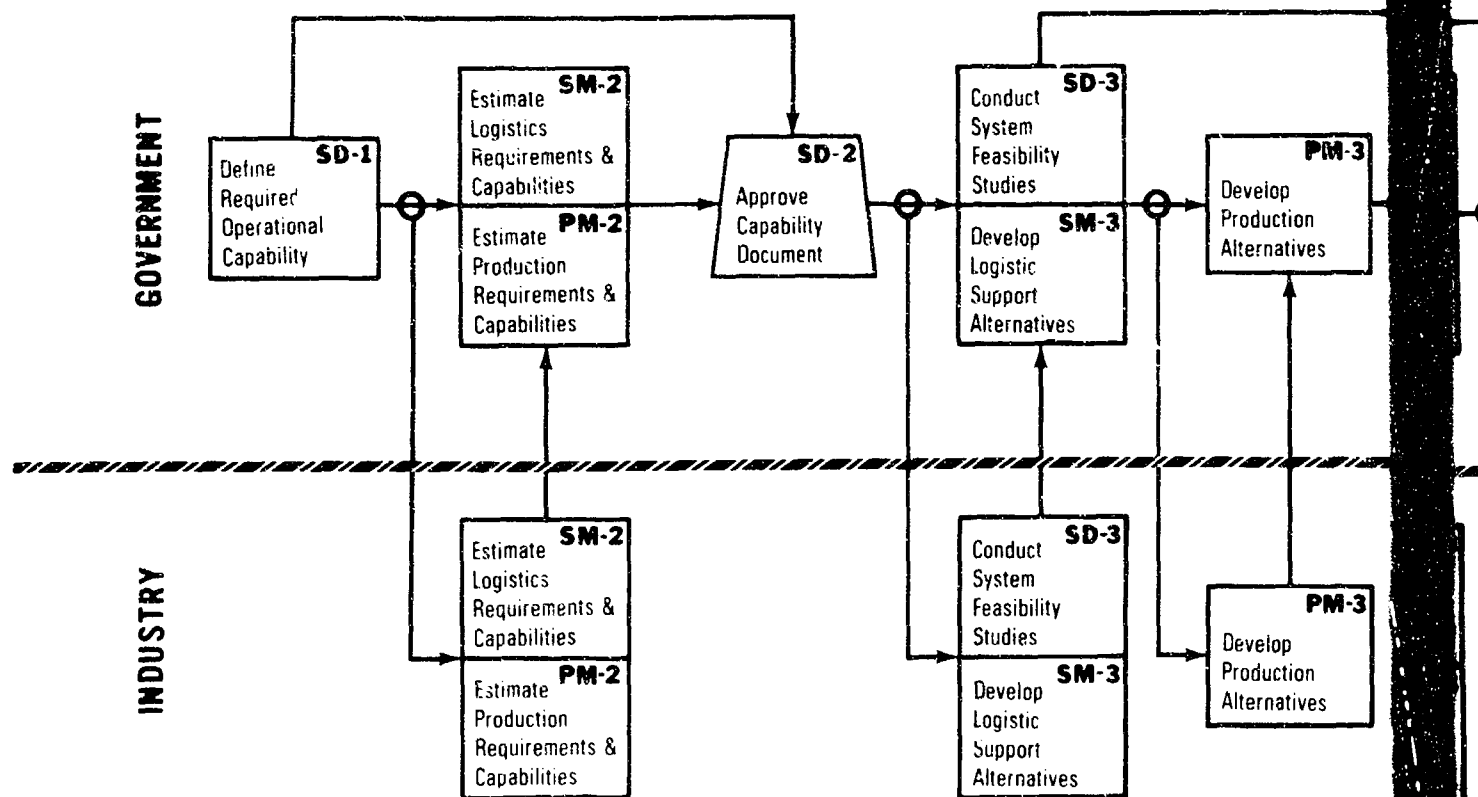 GOVERNMENT
SD-1
Define
Required
Operational
Capability
SM-2
Estimate
Logistics
Requirements &
Capabilities
PM-2
Estimate
Production
Requirements &
Capabilities
SD-2
Approve
Capability
Document
SD-3
Conduct
System
Feasibility
Studies
SM-3
Develop
Logistic
Support
Alternatives
PM-3
Develop
Production
Alternatives
INDUSTRY
SM-2
Estimate
Logistics
Requirements &
Capabilities
PM-2
Estimate
Production
Requirements &
Capabilities
SD-3
Conduct
System
Feasibility
Studies
SM-3
Develop
Logistic
Support
Alternatives
PM-3
Develop
Production
Alternatives